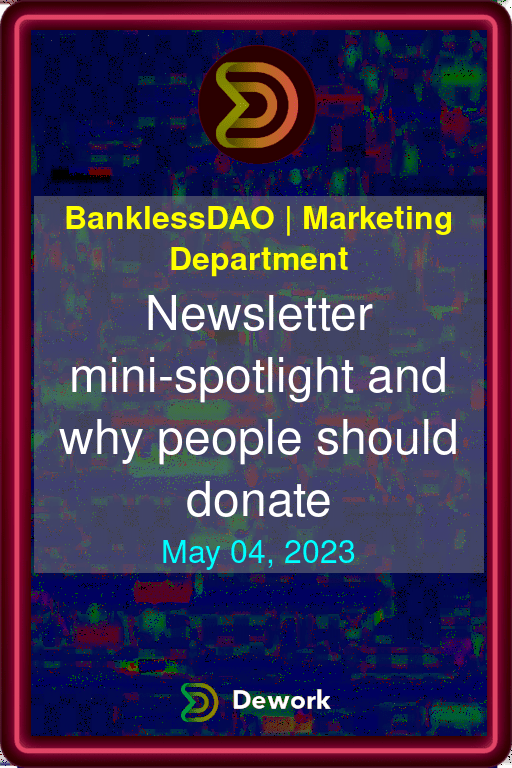 BanklessDAO | Marketing
Department
Newsletter
mini-spotlight and
why people should
donate
May 04, 2023
Dework